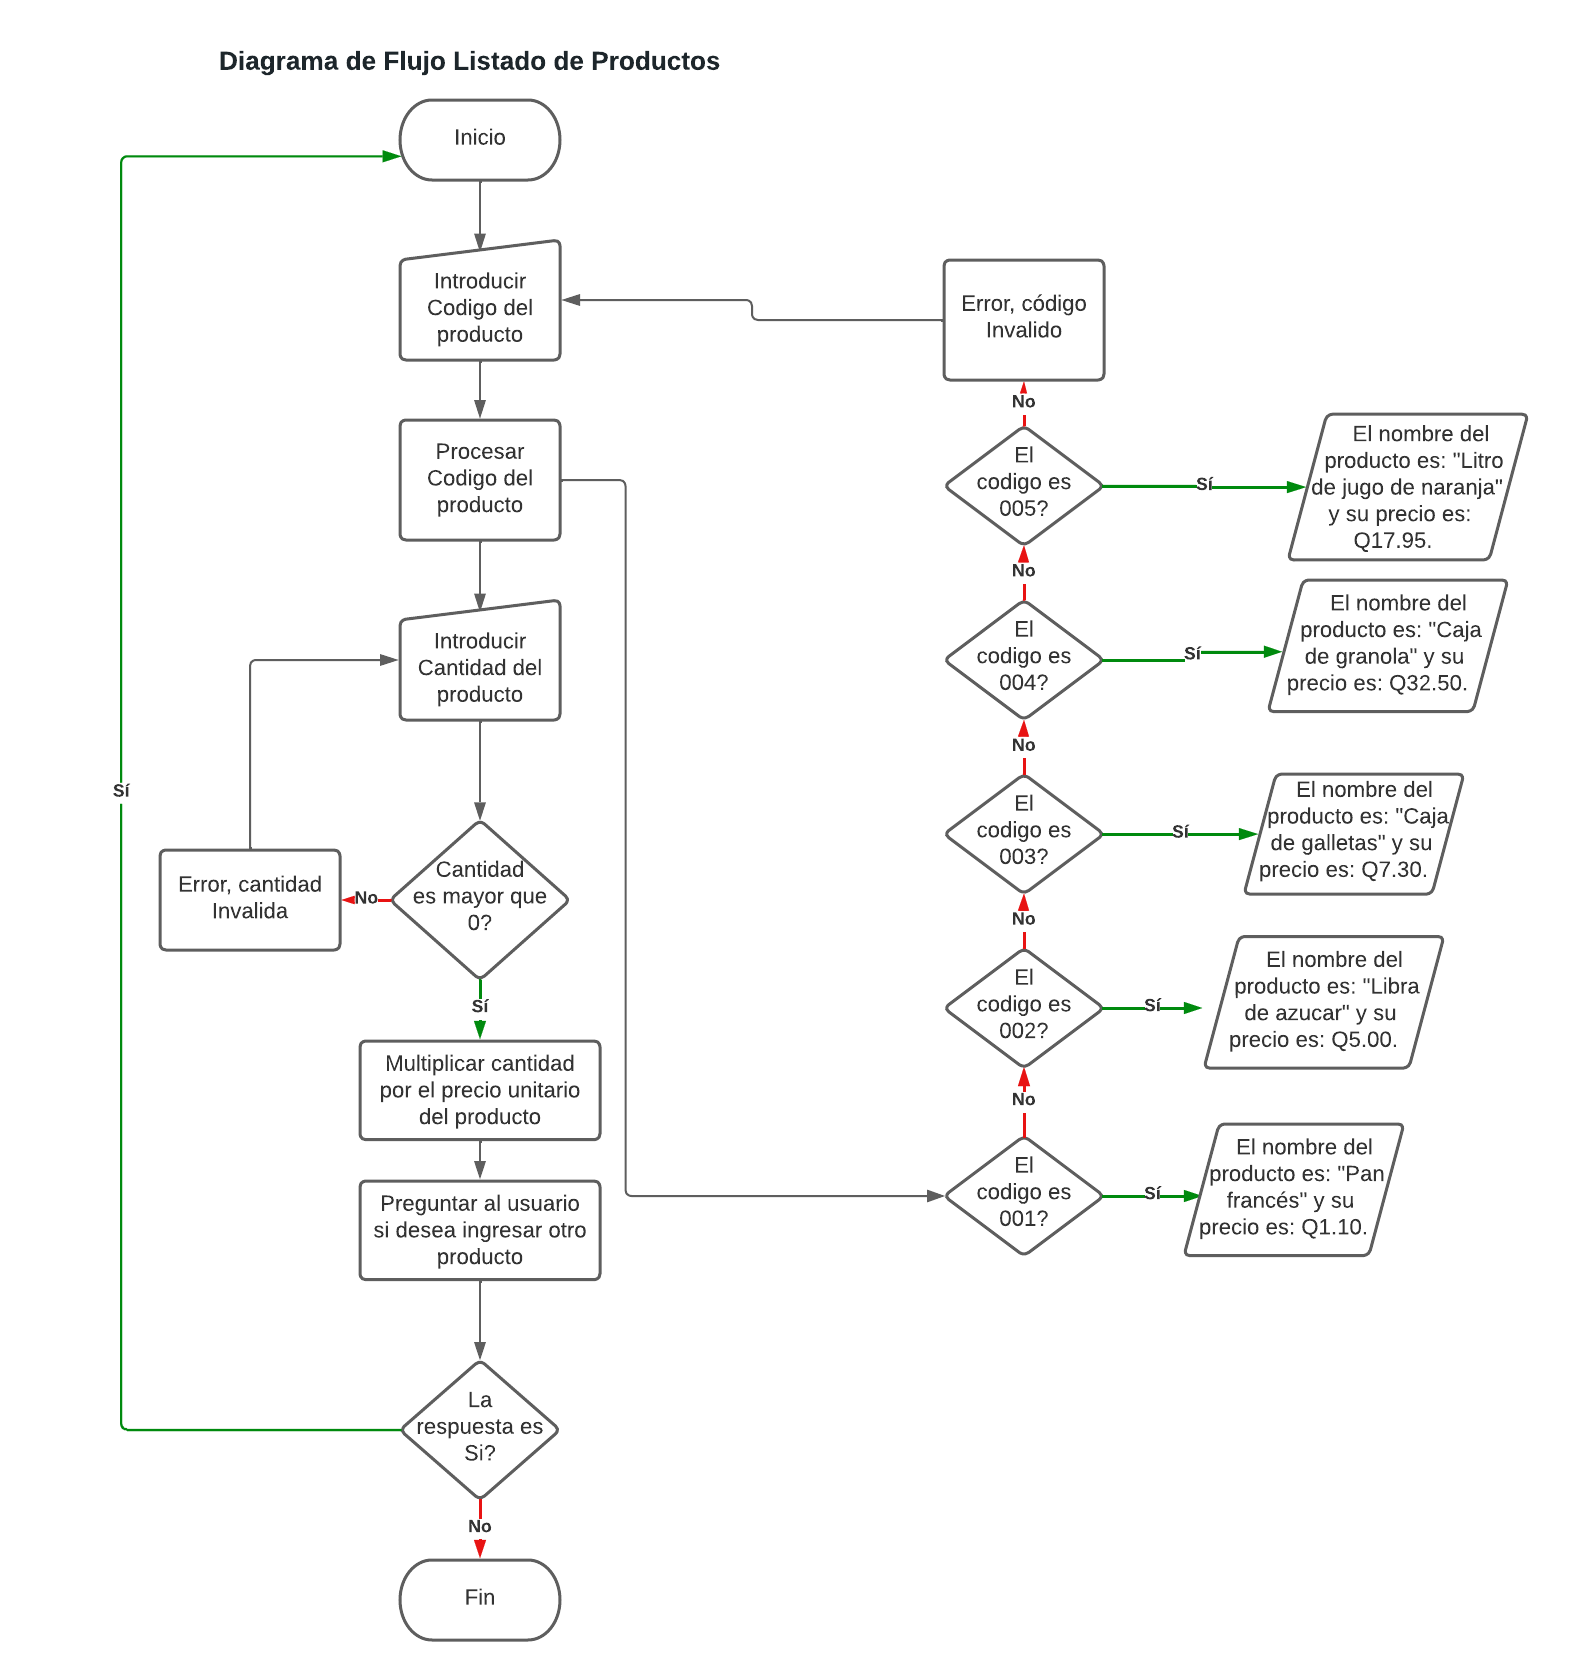 Diagrama de Flujo Listado de Productos
Inicio
Introducir
Codigo del
producto
Procesar
Codigo del
producto
Introducir
Cantidad del
producto
Cantidad
es mayor que
0?
No
Error, cantidad
Invalida
Sí
Multiplicar cantidad
por el precio unitario
del producto
Preguntar al usuario
si desea ingresar otro
producto
La
respuesta es
Si?
Sí
No
Fin
El
codigo es
001?
Sí
El nombre del
producto es: "Pan
francés" y su
precio es: Q1.10.
No
El
codigo es
002?
Sí
El nombre del
producto es: "Libra
de azucar" y su
precio es: Q5.00.
No
El
codigo es
003?
Sí
El nombre del
producto es: "Caja
de galletas" y su
precio es: Q7.30.
No
El
codigo es
004?
Sí
El nombre del
producto es: "Caja
de granola" y su
precio es: Q32.50.
No
El
codigo es
005?
Sí
El nombre del
producto es: "Litro
de jugo de naranja"
y su precio es:
Q17.95.
No
Error, código
Invalido